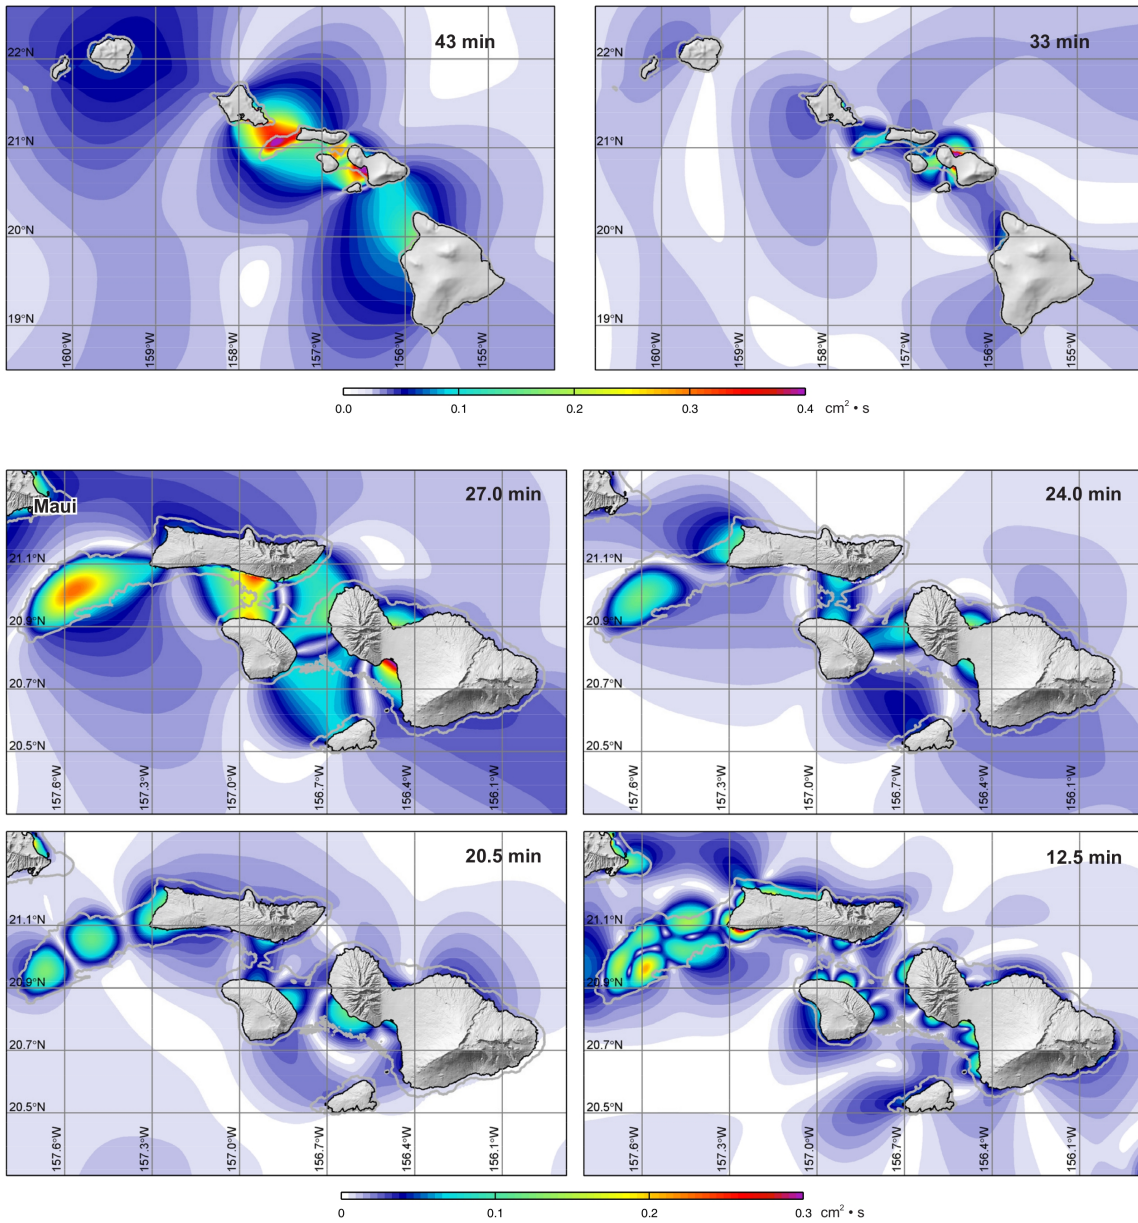 43 min
22°N
21°N
20°N
19°N
160°W
159°W
158°W
157°W
156°W
155°W
33 min
22°N
21°N
20°N
19°N
160°W
159°W
158°W
157°W
156°W
155°W
0.0 0.1 0.2 0.3 0.4 cm² • s
27.0 min
Maui
21.1°N
20.9°N
20.7°N
20.5°N
157.6°W
157.3°W
157.0°W
156.7°W
156.4°W
156.1°W
24.0 min
21.1°N
20.9°N
20.7°N
20.5°N
157.6°W
157.3°W
157.0°W
156.7°W
156.4°W
156.1°W
20.5 min
21.1°N
20.9°N
20.7°N
20.5°N
157.6°W
157.3°W
157.0°W
156.7°W
156.4°W
156.1°W
12.5 min
21.1°N
20.9°N
20.7°N
20.5°N
157.6°W
157.3°W
157.0°W
156.7°W
156.4°W
156.1°W
0 0.1 0.2 0.3 cm² • s